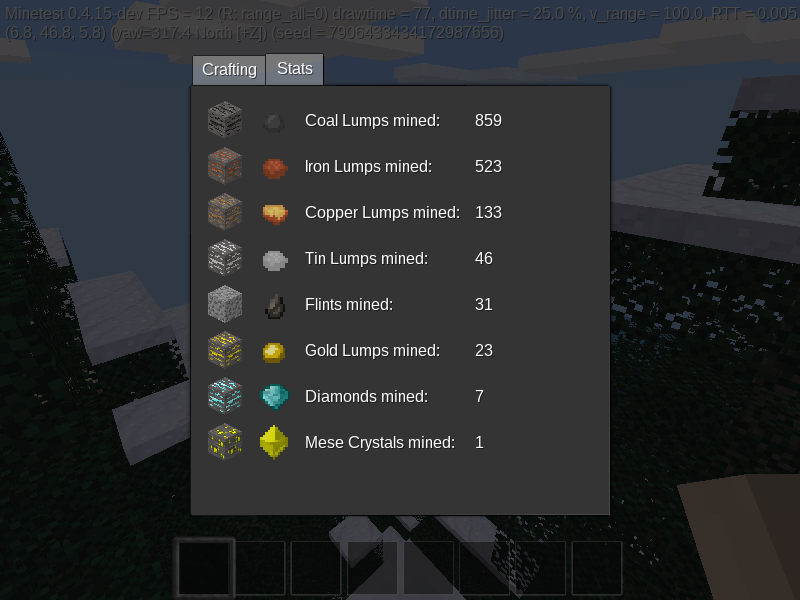 Minetest 0.4.15-dev FPS = 12 (R: range_all=0) drawtime = 77, dtime_jitter = 25.0 %, v_range = 100.0, RTT = 0.005
(6.8, 46.8, 5.8) (yaw=317.4 North [+Z]) (seed = 7906433434172987656)
Crafting Stats
Coal Lumps mined: 859
Iron Lumps mined: 523
Copper Lumps mined: 133
Tin Lumps mined: 46
Flints mined: 31
Gold Lumps mined: 23
Diamonds mined: 7
Mese Crystals mined: 1